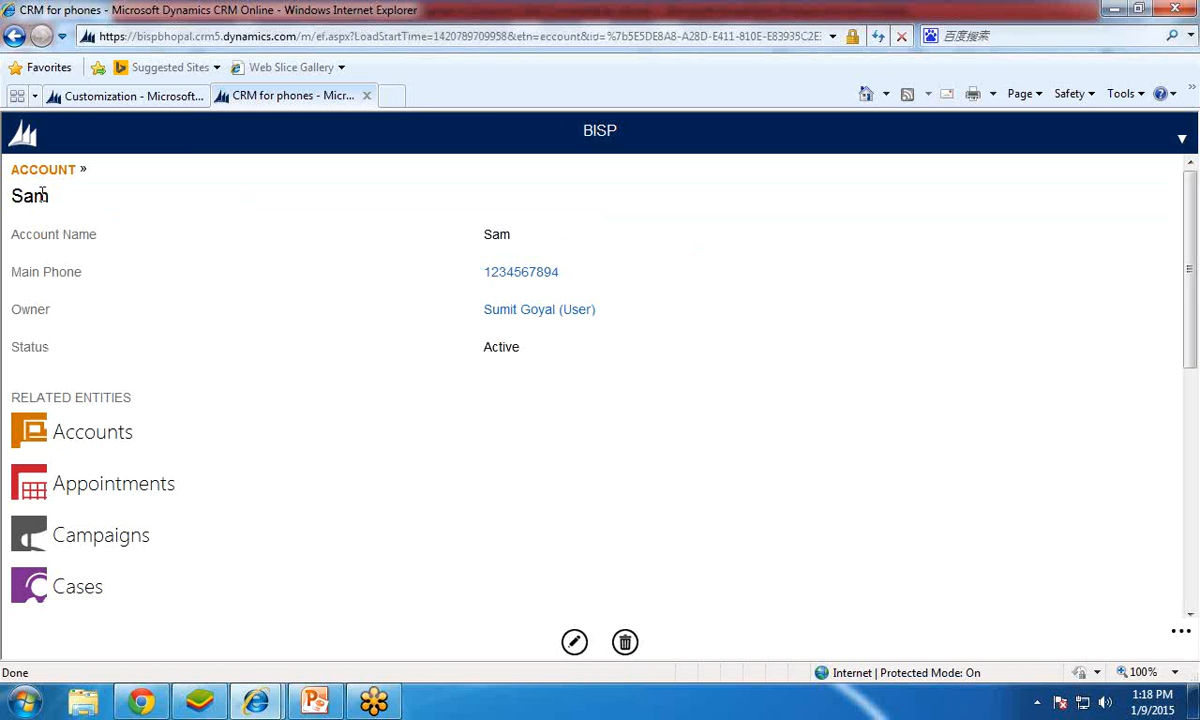 CRM for phones - Microsoft Dynamics CRM Online - Windows Internet Explorer
https://bispbhopal.crm5.dynamics.com/m/ef.aspx?LoadStartTime=1420789709958&etn=account&id=%7b5E5DE8A8-A28D-E411-810E-E83935C2E:
百度搜索
Favorites
Suggested Sites
Web Slice Gallery
Customization - Microsoft...
CRM for phones - Micr...
Page
Safety
Tools
BISP
ACCOUNT »
Sam
Account Name
Sam
Main Phone
1234567894
Owner
Sumit Goyal (User)
Status
Active
RELATED ENTITIES
Accounts
Appointments
Campaigns
Cases
Done
Internet | Protected Mode: On
100%
1:18 PM
1/9/2015